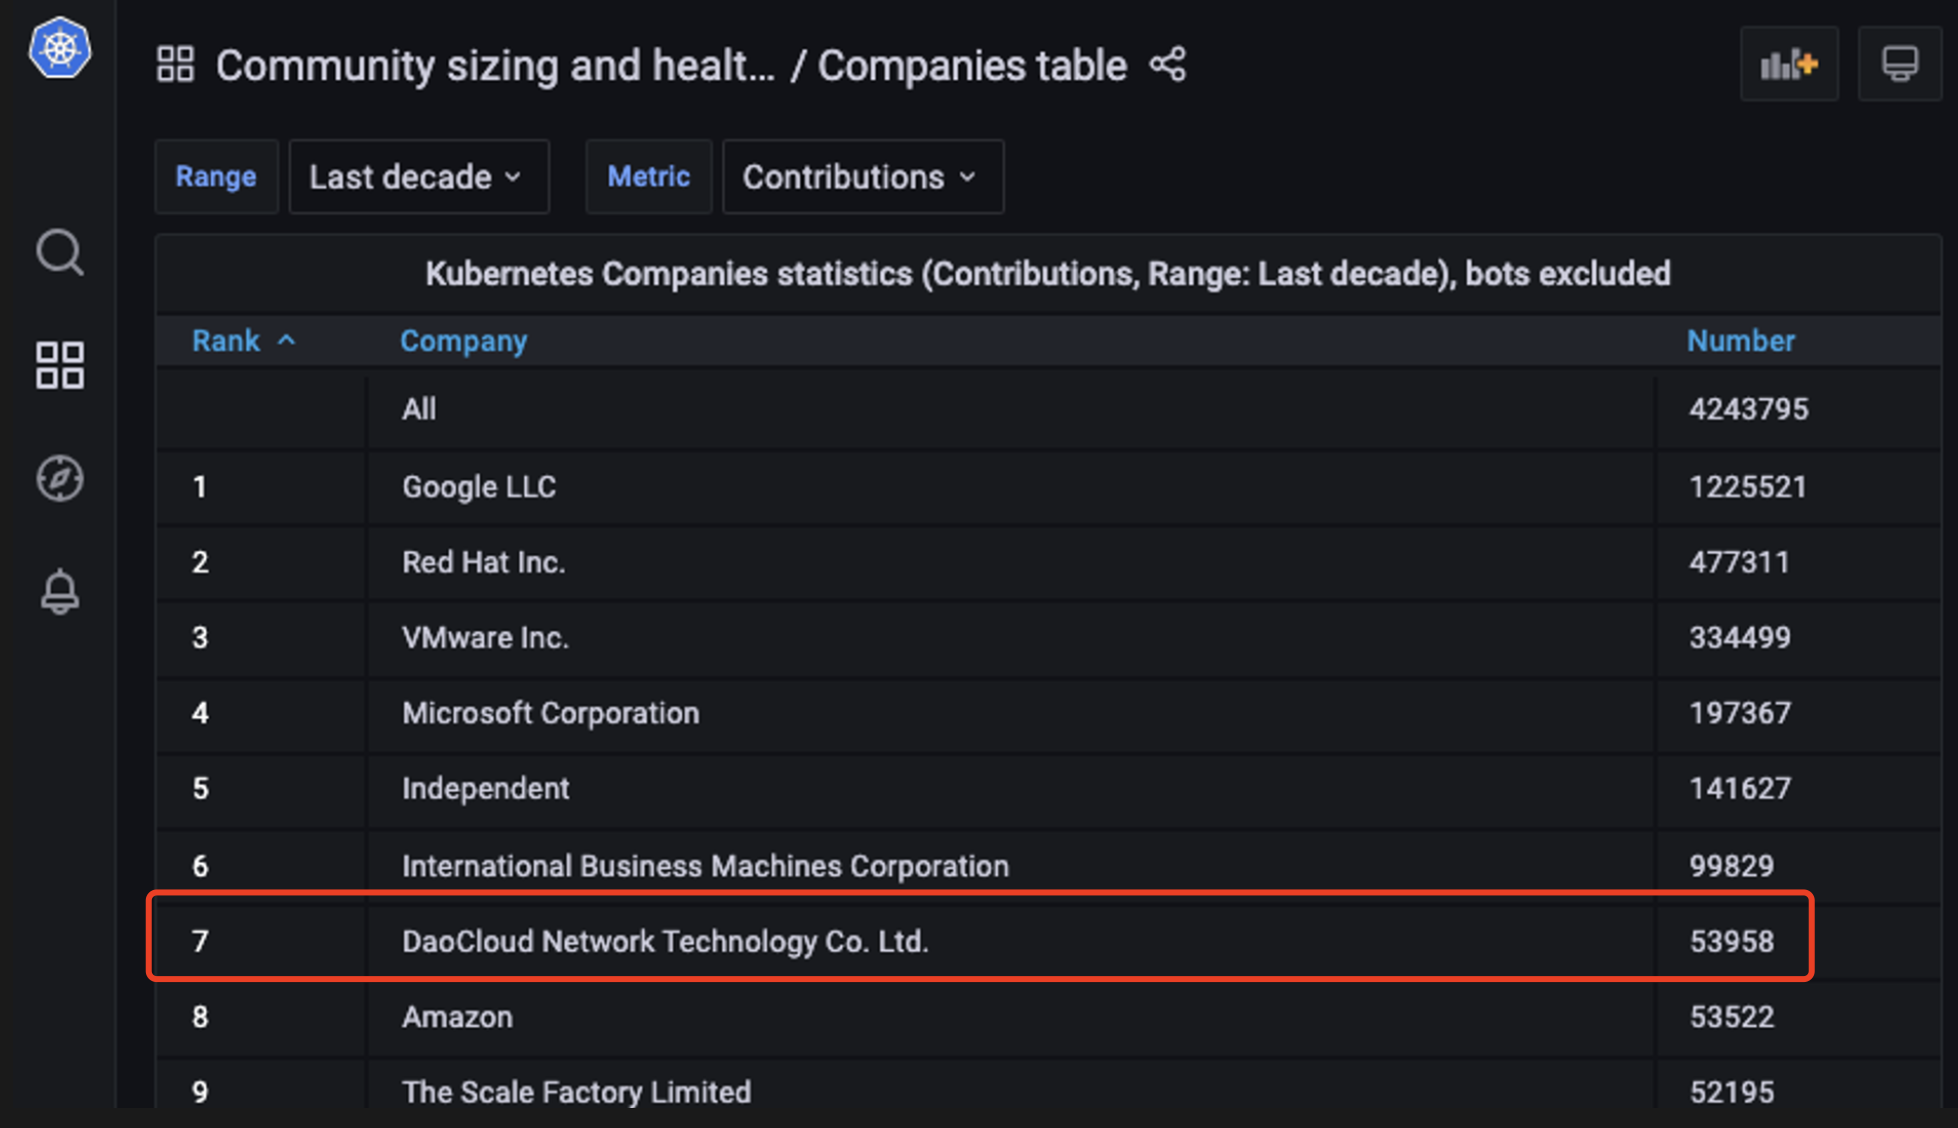 Community sizing and healt... / Companies table
Range Last decade Metric Contributions
Kubernetes Companies statistics (Contributions, Range: Last decade), bots excluded
Rank Company Number
All 4243795
1 Google LLC 1225521
2 Red Hat Inc. 477311
3 VMware Inc. 334499
4 Microsoft Corporation 197367
5 Independent 141627
6 International Business Machines Corporation 99829
7 DaoCloud Network Technology Co. Ltd. 53958
8 Amazon 53522
9 The Scale Factory Limited 52195